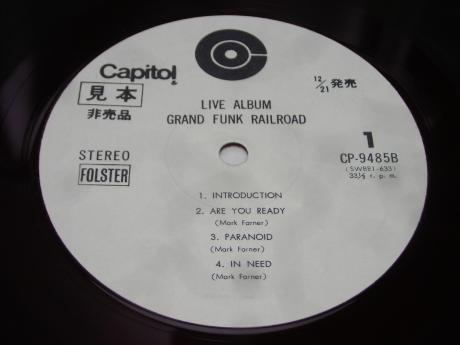 Capitol
®
見本
非売品
12/21 発売
LIVE ALBUM
GRAND FUNK RAILROAD
STEREO
FOLSTER
1
CP-9485B
(SWBB1-633)
33⅓ r. p. m.
1. INTRODUCTION
2. ARE YOU READY
(Mark Farner)
3. PARANOID
(Mark Farner)
4. IN NEED
(Mark Farner)